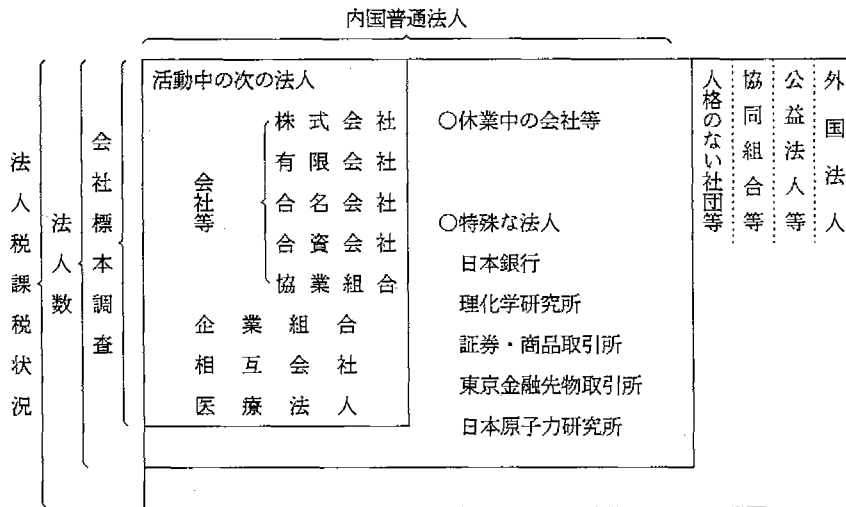 内国普通法人
法人税課税状況
法人数
会社標本調査
活動中の次の法人
会社等
株式会社
有限会社
合名会社
合資会社
協業組合
企業組合
相互会社
医療法人
○休業中の会社等
○特殊な法人
日本銀行
理化学研究所
証券・商品取引所
東京金融先物取引所
日本原子力研究所
人格のない社団等
協同組合等
公益法人等
外国法人